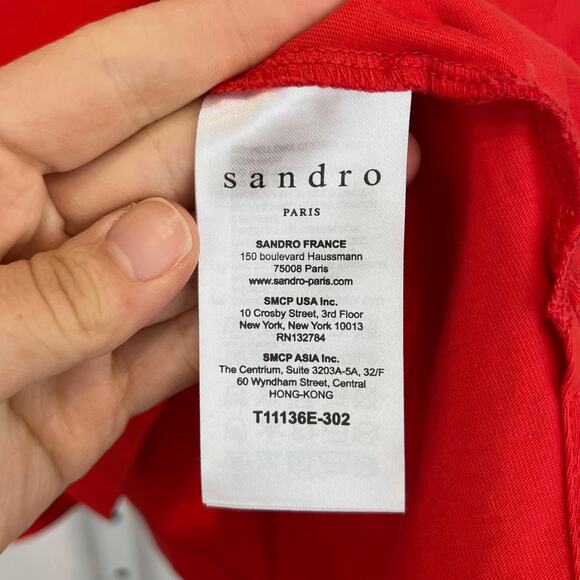 sandro
PARIS
SANDRO FRANCE
150 boulevard Haussmann
75008 Paris
www.sandro-paris.com
SMCP USA Inc.
10 Crosby Street, 3rd Floor
New York, New York 10013
RN132784
SMCP ASIA Inc.
The Centrium, Suite 3203A-5A, 32/F
60 Wyndham Street, Central
HONG-KONG
T11136E-302